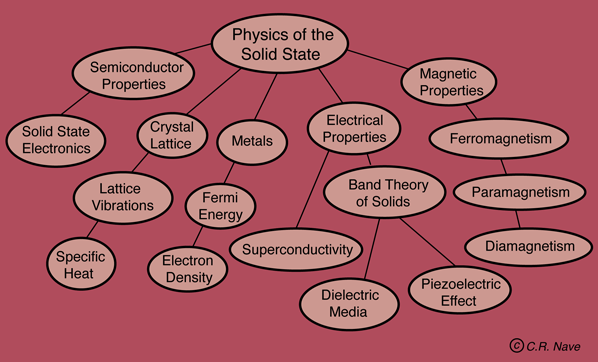 Physics of the
Solid State
Semiconductor
Properties
Magnetic
Properties
Solid State
Electronics
Crystal
Lattice
Metals
Electrical
Properties
Ferromagnetism
Lattice
Vibrations
Fermi
Energy
Band Theory
of Solids
Paramagnetism
Specific
Heat
Electron
Density
Superconductivity
Diamagnetism
Dielectric
Media
Piezoelectric
Effect
© C.R. Nave